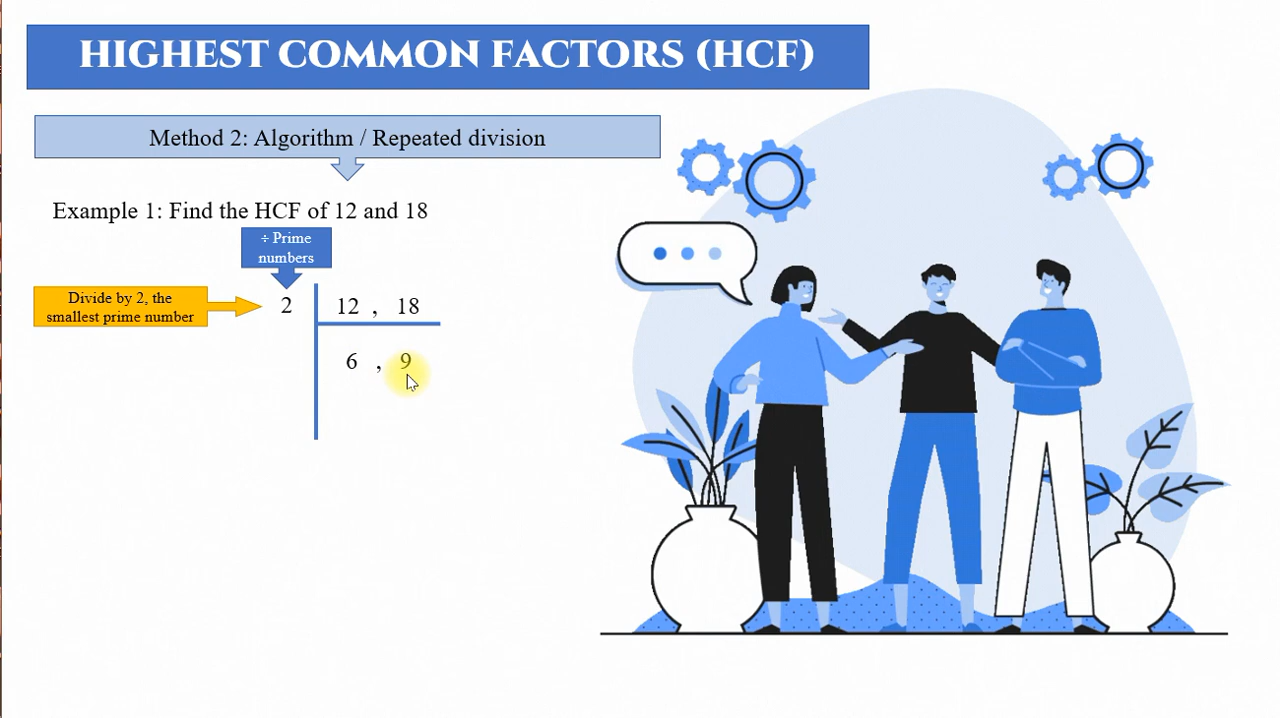 HIGHEST COMMON FACTORS (HCF)
Method 2: Algorithm / Repeated division
Example 1: Find the HCF of 12 and 18
÷ Prime
numbers
Divide by 2, the
smallest prime number
2 12 , 18
6 , 9